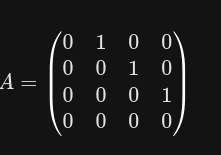 0 1 0 0
0 0 1 0
A = 0 0 0 1
0 0 0 0